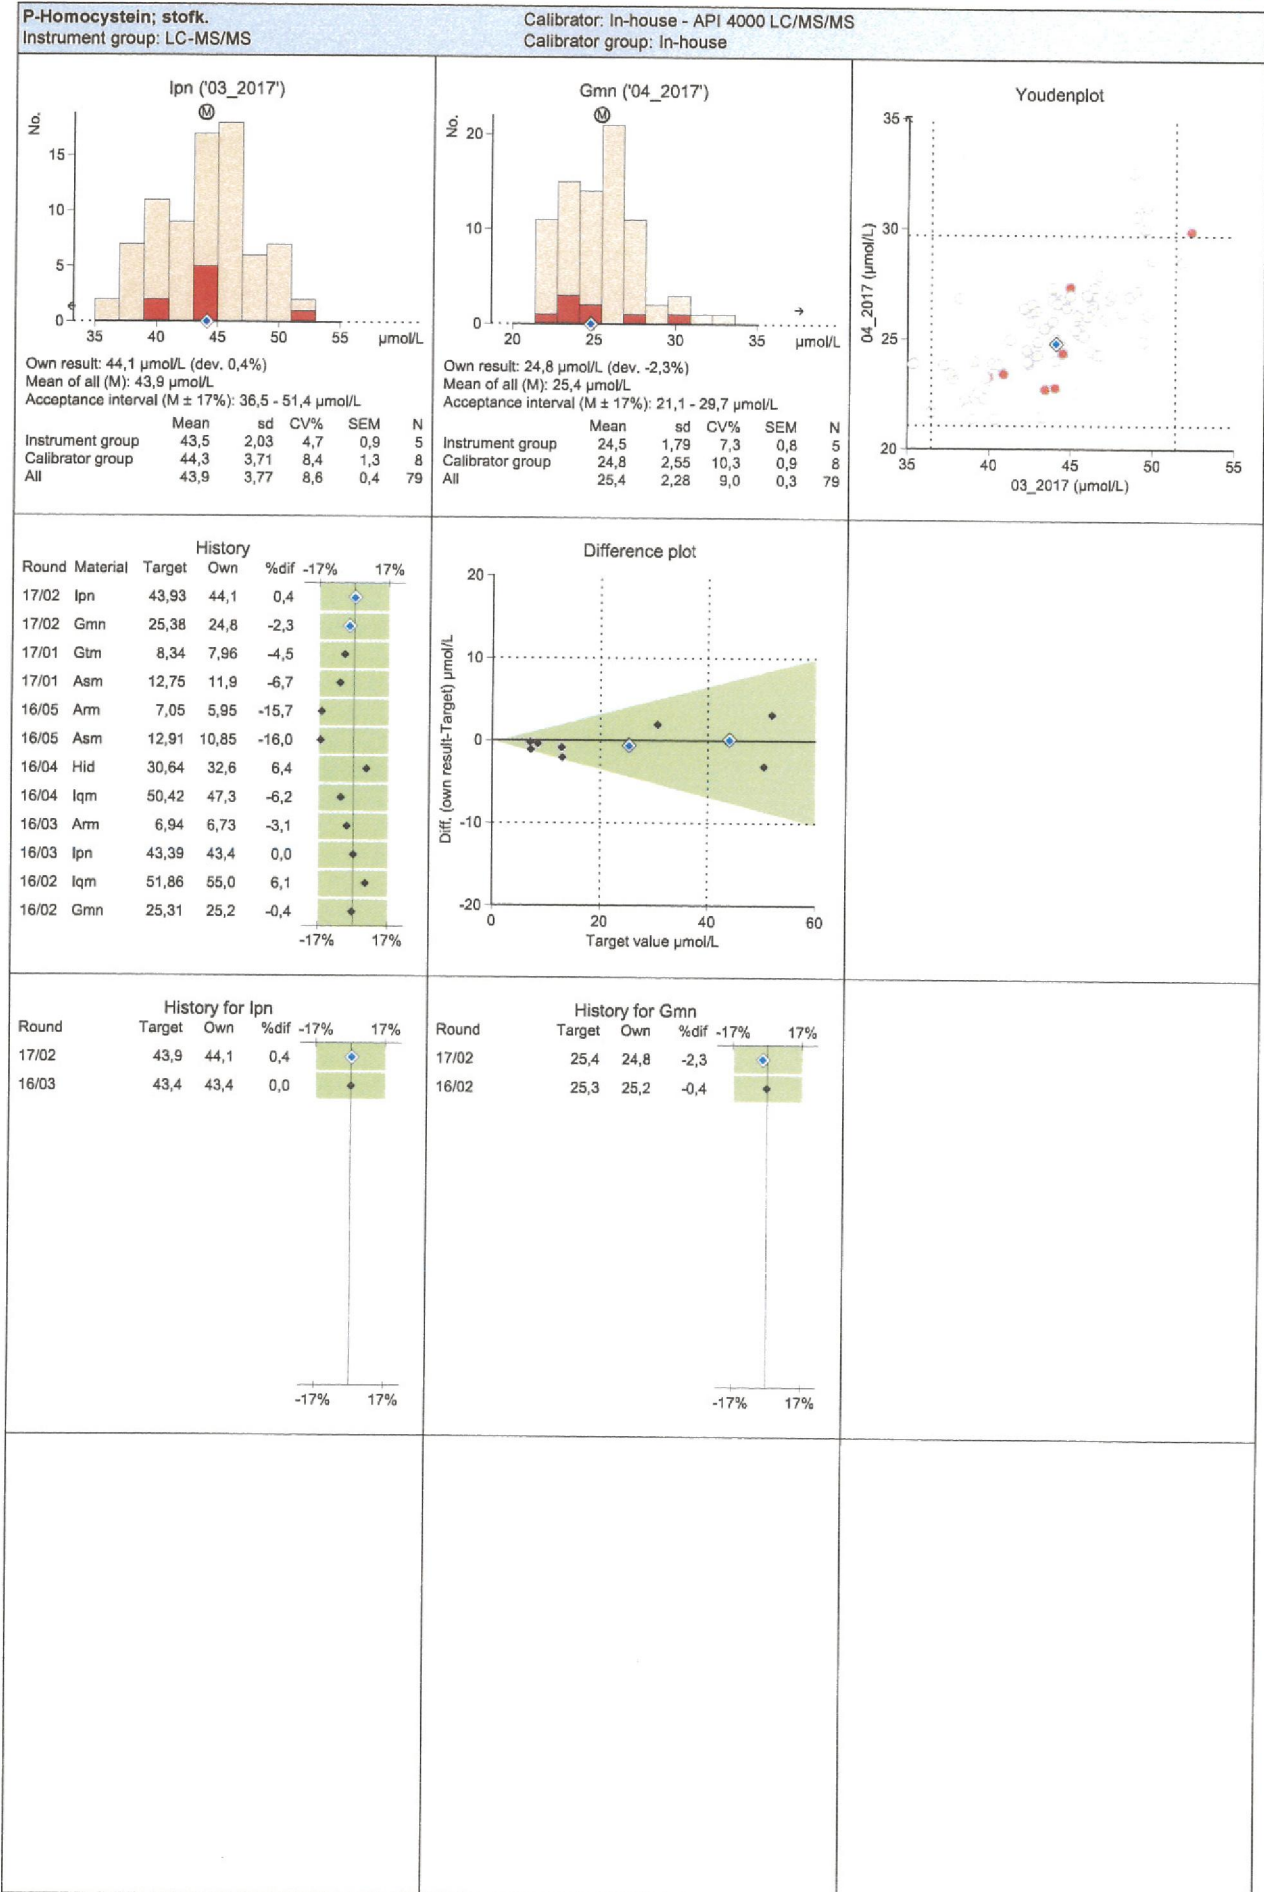 P-Homocystein; stofk.
Instrument group: LC-MS/MS
Calibrator: In-house - API 4000 LC/MS/MS
Calibrator group: In-house
Ipn ('03_2017')
No.
M
15
10
5
0
35 40 45 50 55 µmol/L
Own result: 44,1 µmol/L (dev. 0,4%)
Mean of all (M): 43,9 µmol/L
Acceptance interval (M ± 17%): 36,5 - 51,4 µmol/L
Mean sd CV% SEM N
Instrument group 43,5 2,03 4,7 0,9 5
Calibrator group 44,3 3,71 8,4 1,3 8
All 43,9 3,77 8,6 0,4 79
Gmn ('04_2017')
No.
M
20
10
0
20 25 30 35 µmol/L
Own result: 24,8 µmol/L (dev. -2,3%)
Mean of all (M): 25,4 µmol/L
Acceptance interval (M ± 17%): 21,1 - 29,7 µmol/L
Mean sd CV% SEM N
Instrument group 24,5 1,79 7,3 0,8 5
Calibrator group 24,8 2,55 10,3 0,9 8
All 25,4 2,28 9,0 0,3 79
Youdenplot
04_2017 (µmol/L)
35
30
25
20
35 40 45 50 55
03_2017 (µmol/L)
History
Round Material Target Own %dif -17% 17%
17/02 Ipn 43,93 44,1 0,4
17/02 Gmn 25,38 24,8 -2,3
17/01 Gtm 8,34 7,96 -4,5
17/01 Asm 12,75 11,9 -6,7
16/05 Arm 7,05 5,95 -15,7
16/05 Asm 12,91 10,85 -16,0
16/04 Hid 30,64 32,6 6,4
16/04 Iqm 50,42 47,3 -6,2
16/03 Arm 6,94 6,73 -3,1
16/03 Ipn 43,39 43,4 0,0
16/02 Iqm 51,86 55,0 6,1
16/02 Gmn 25,31 25,2 -0,4
-17% 17%
Difference plot
Diff, (own result-Target) µmol/L
20
10
0
-10
-20
0 20 40 60
Target value µmol/L
History for Ipn
Round Target Own %dif -17% 17%
17/02 43,9 44,1 0,4
16/03 43,4 43,4 0,0
-17% 17%
History for Gmn
Round Target Own %dif -17% 17%
17/02 25,4 24,8 -2,3
16/02 25,3 25,2 -0,4
-17% 17%